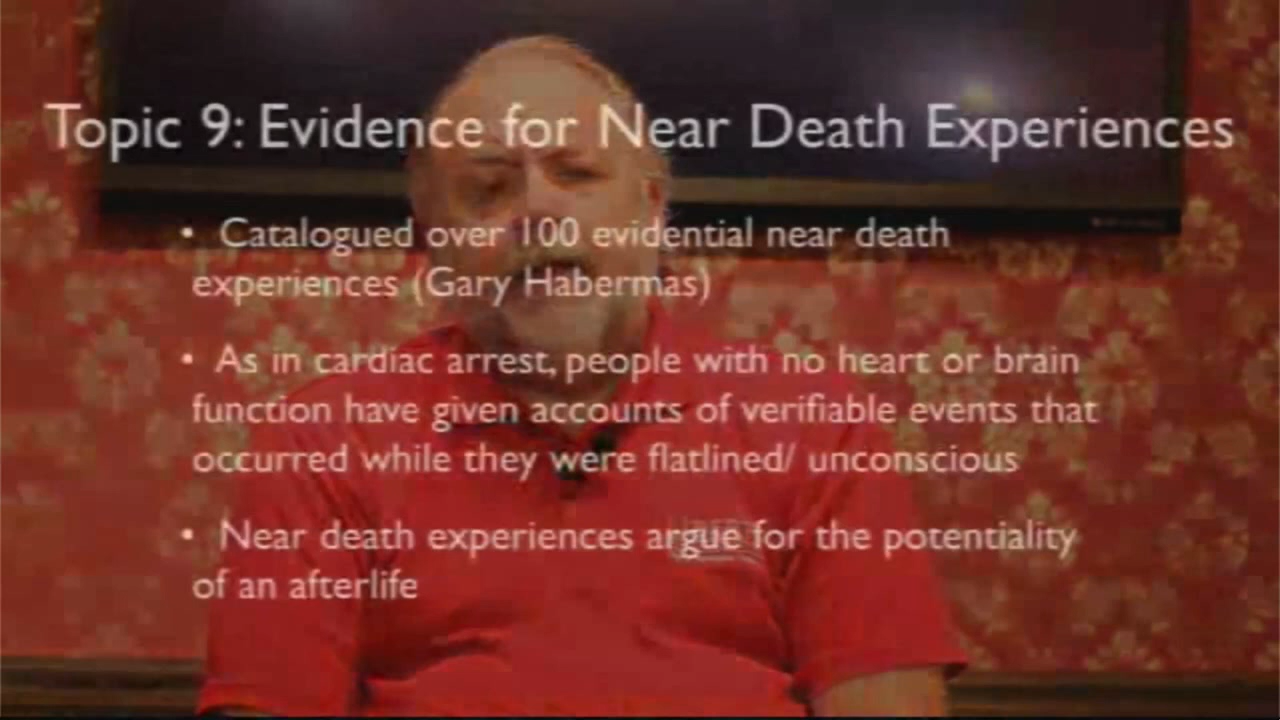 Topic 9: Evidence for Near Death Experiences
• Catalogued over 100 evidential near death
experiences (Gary Habermas)
• As in cardiac arrest, people with no heart or brain
function have given accounts of verifiable events that
occurred while they were flatlined/ unconscious
• Near death experiences argue for the potentiality
of an afterlife